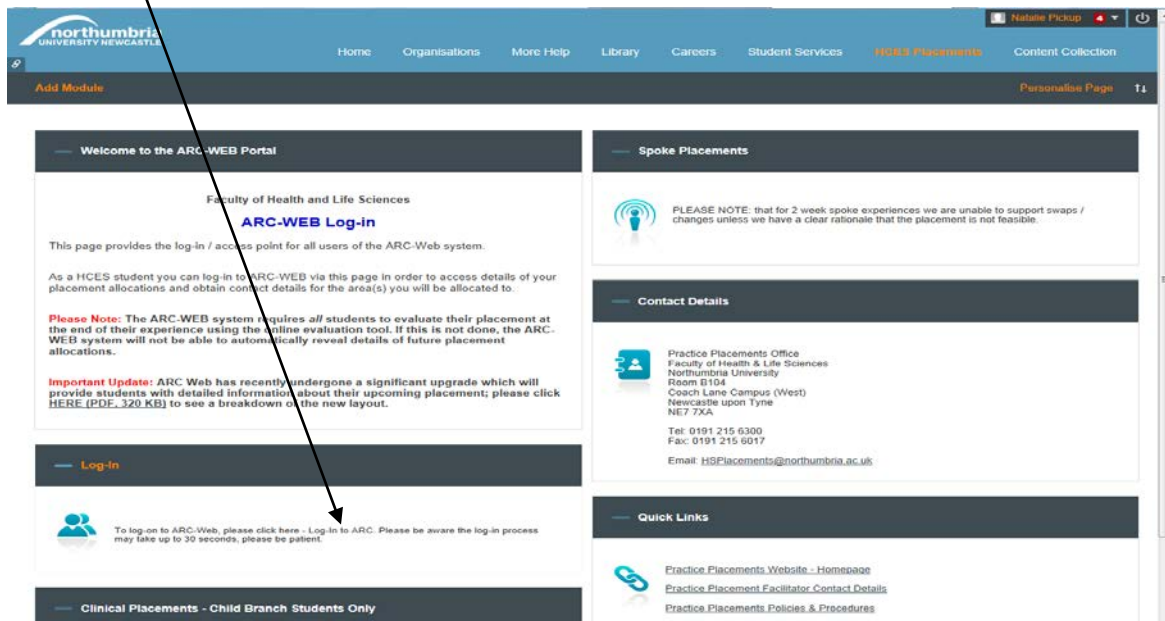 northumbria
UNIVERSITY NEWCASTLE
Natalie Pickup 4
Home Organisations More Help Library Careers Student Services HCES Placements Content Collection
Add Module
Personalise Page
Welcome to the ARC-WEB Portal
Faculty of Health and Life Sciences
ARC-WEB Log-in
This page provides the log-in / access point for all users of the ARC-Web system.
As a HCES student you can log-in to ARC-WEB via this page in order to access details of your
placement allocations and obtain contact details for the area(s) you will be allocated to.
Please Note: The ARC-WEB system requires all students to evaluate their placement at
the end of their experience using the online evaluation tool. If this is not done, the ARC-
WEB system will not be able to automatically reveal details of future placement
allocations.
Important Update: ARC Web has recently undergone a significant upgrade which will
provide students with detailed information about their upcoming placement; please click
HERE (PDF, 320 KB) to see a breakdown of the new layout.
Log-In
To log-on to ARC-Web, please click here - Log-In to ARC. Please be aware the log-in process
may take up to 30 seconds, please be patient.
Clinical Placements - Child Branch Students Only
Spoke Placements
PLEASE NOTE: that for 2 week spoke experiences we are unable to support swaps /
changes unless we have a clear rationale that the placement is not feasible.
Contact Details
Practice Placements Office
Faculty of Health & Life Sciences
Northumbria University
Room B104
Coach Lane Campus (West)
Newcastle upon Tyne
NE7 7XA
Tel: 0191 215 6300
Fax: 0191 215 6017
Email: HSPlacements@northumbria.ac.uk
Quick Links
Practice Placements Website - Homepage
Practice Placement Facilitator Contact Details
Practice Placements Policies & Procedures